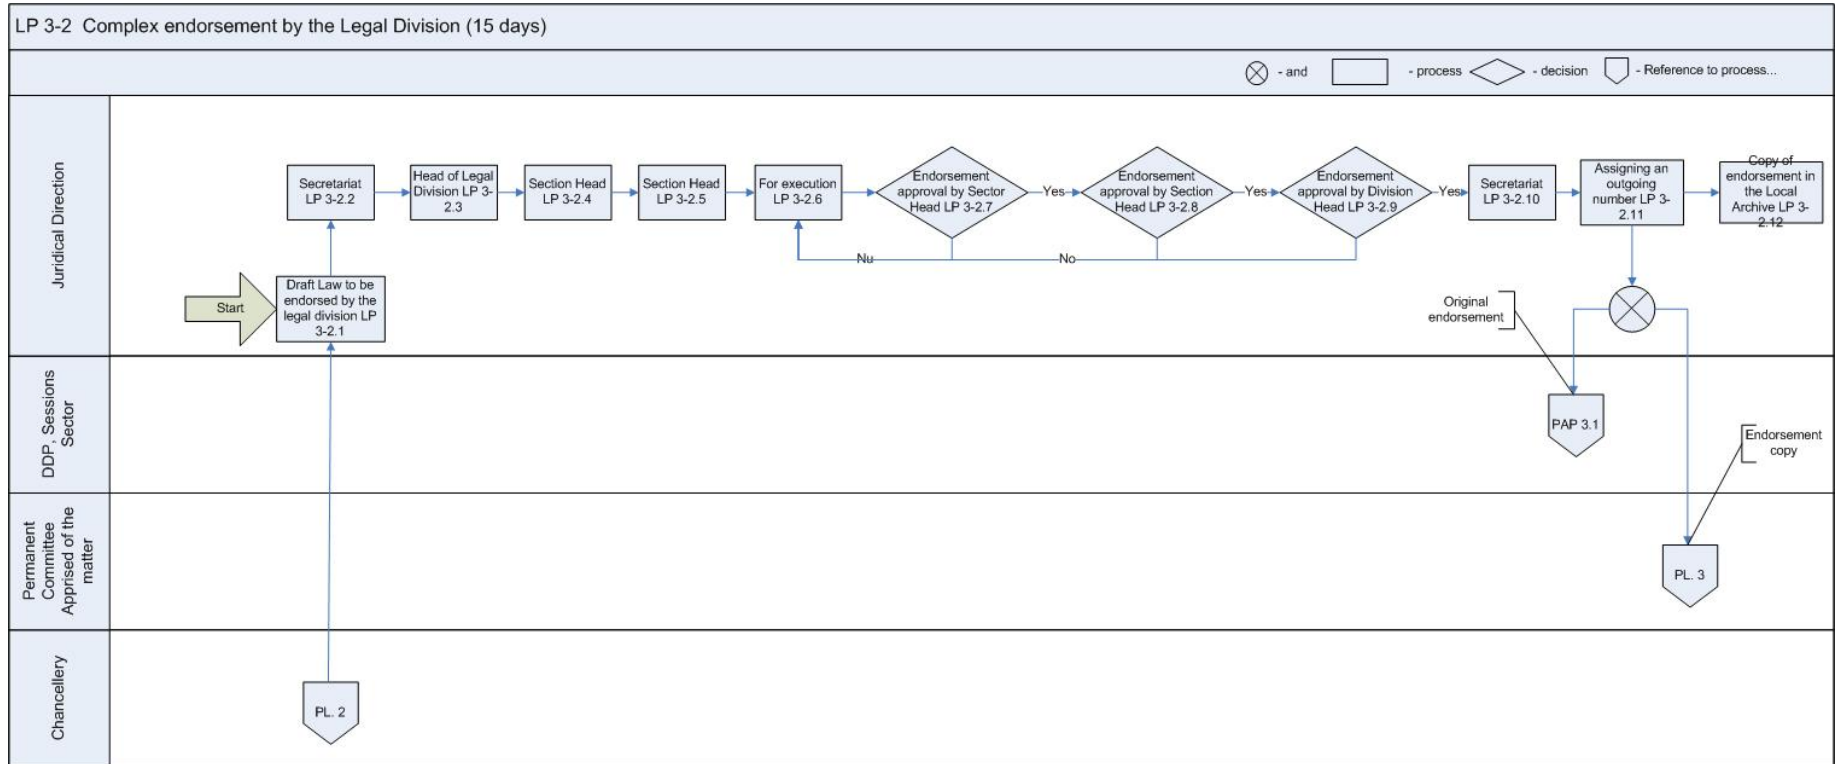 LP 3-2  Complex endorsement by the Legal Division (15 days)
- and
- process
- decision
- Reference to process...
Juridical Direction
Secretariat
LP 3-2.2
Head of Legal
Division LP 3-
2.3
Section Head
LP 3-2.4
Section Head
LP 3-2.5
For execution
LP 3-2.6
Endorsement
approval by Sector
Head LP 3-2.7
Yes
Endorsement
approval by Section
Head LP 3-2.8
Yes
Endorsement
approval by Division
Head LP 3-2.9
Yes
Secretariat
LP 3-2.10
Assigning an
outgoing
number LP 3-
2.11
Copy of
endorsement in
the Local
Archive LP 3-
2.12
Nu
No
Start
Draft Law to be
endorsed by the
legal division LP
3-2.1
Original
endorsement
DDP, Sessions
Sector
PAP 3.1
Endorsement
copy
Permanent
Committee
Apprised of the
matter
PL. 3
Chancellery
PL. 2